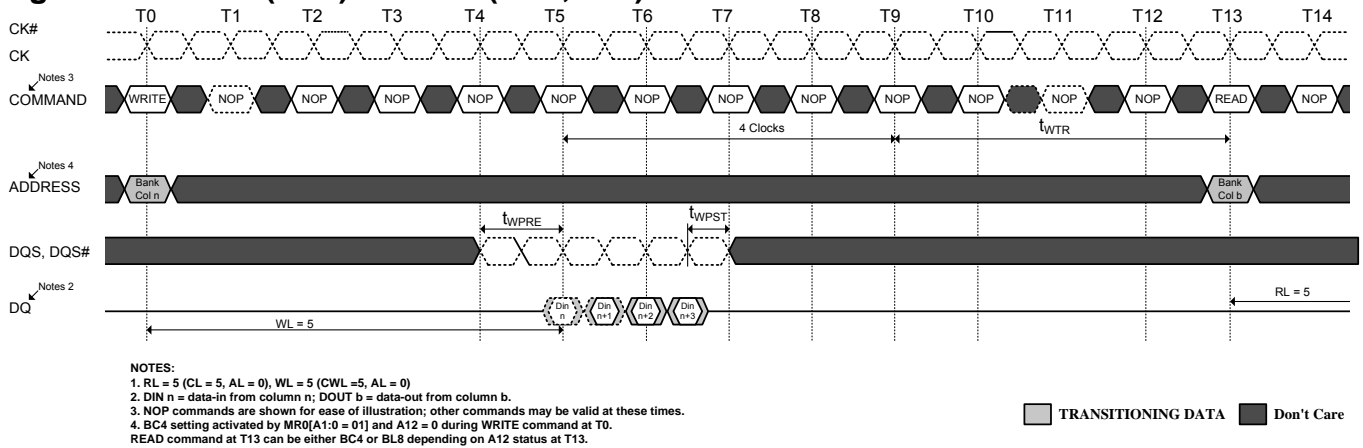 T0 T1 T2 T3 T4 T5 T6 T7 T8 T9 T10 T11 T12 T13 T14
CK#
CK
Notes 3
COMMAND WRITE NOP NOP NOP NOP NOP NOP NOP NOP NOP NOP NOP NOP READ NOP
4 Clocks tWTR
Notes 4
ADDRESS
Bank Bank
Col n Col b
tWPRE tWPST
DQS, DQS#
Notes 2
DQ
Din Din Din Din
n n+1 n+2 n+3
RL = 5
WL = 5
NOTES:
1. RL = 5 (CL = 5, AL = 0), WL = 5 (CWL =5, AL = 0)
2. DIN n = data-in from column n; DOUT b = data-out from column b.
3. NOP commands are shown for ease of illustration; other commands may be valid at these times.
4. BC4 setting activated by MR0[A1:0 = 01] and A12 = 0 during WRITE command at T0.
READ command at T13 can be either BC4 or BL8 depending on A12 status at T13.
TRANSITIONING DATA Don't Care